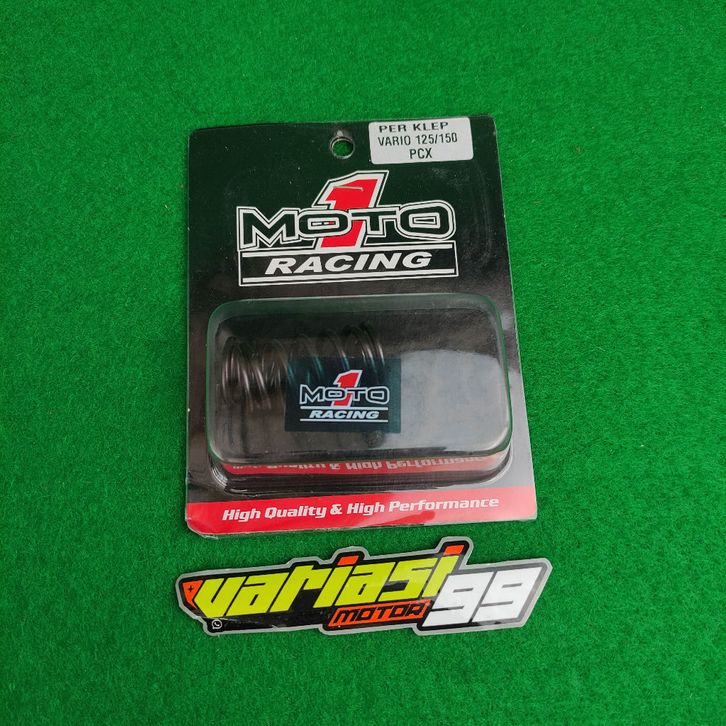 PER KLEP
VARIO 125/150
PCX
MOTO 1
RACING
MOTO 1
RACING
High Quality & High Performance
variasi
MOTOR 99